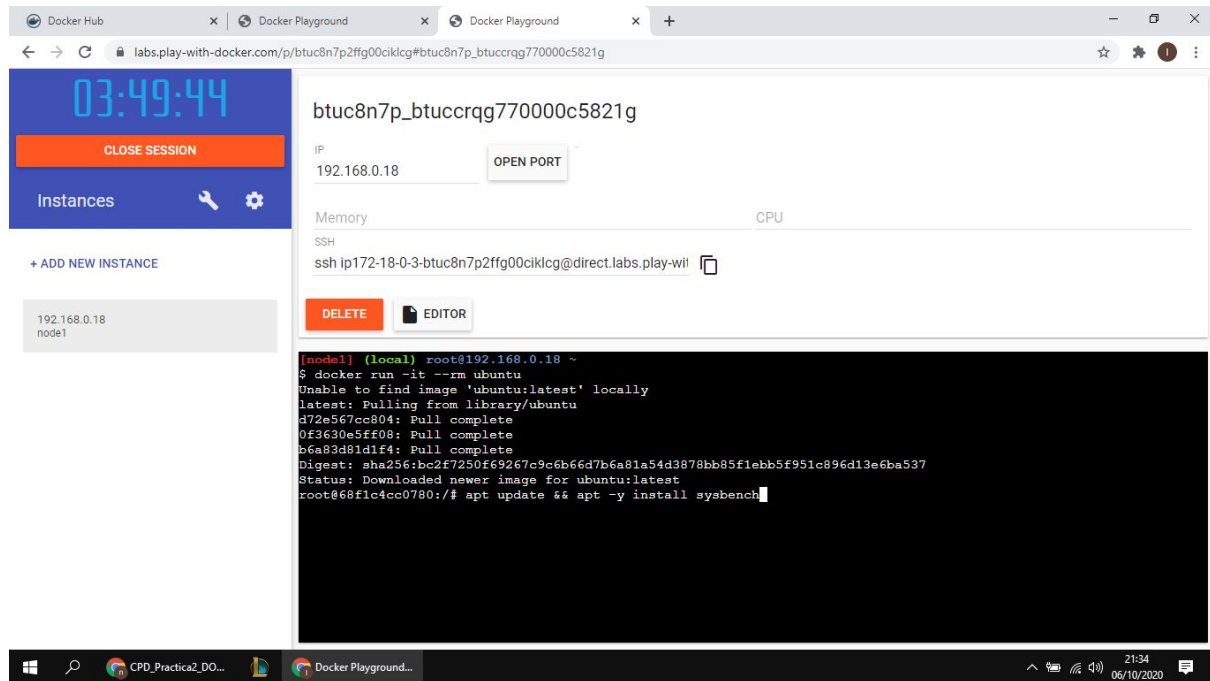 Docker Hub
Docker Playground
Docker Playground
labs.play-with-docker.com/p/btuc8n7p2ffg00ciklcg#btuc8n7p_btuccrqg770000c5821g
03:49:44
CLOSE SESSION
Instances
+ ADD NEW INSTANCE
192.168.0.18
node1
btuc8n7p_btuccrqg770000c5821g
IP
192.168.0.18
OPEN PORT
Memory
CPU
SSH
ssh ip172-18-0-3-btuc8n7p2ffg00ciklcg@direct.labs.play-wit
DELETE
EDITOR
[node1] (local) root@192.168.0.18 ~
$ docker run -it --rm ubuntu
Unable to find image 'ubuntu:latest' locally
latest: Pulling from library/ubuntu
d72e567cc804: Pull complete
0f3630e5ff08: Pull complete
b6a83d81d1f4: Pull complete
Digest: sha256:bc2f7250f69267c9c6b66d7b6a81a54d3878bb85f1ebb5f951c896d13e6ba537
Status: Downloaded newer image for ubuntu:latest
root@68f1c4cc0780:/# apt update && apt -y install sysbench
CPD_Practica2_DO...
Docker Playground...
21:34
06/10/2020